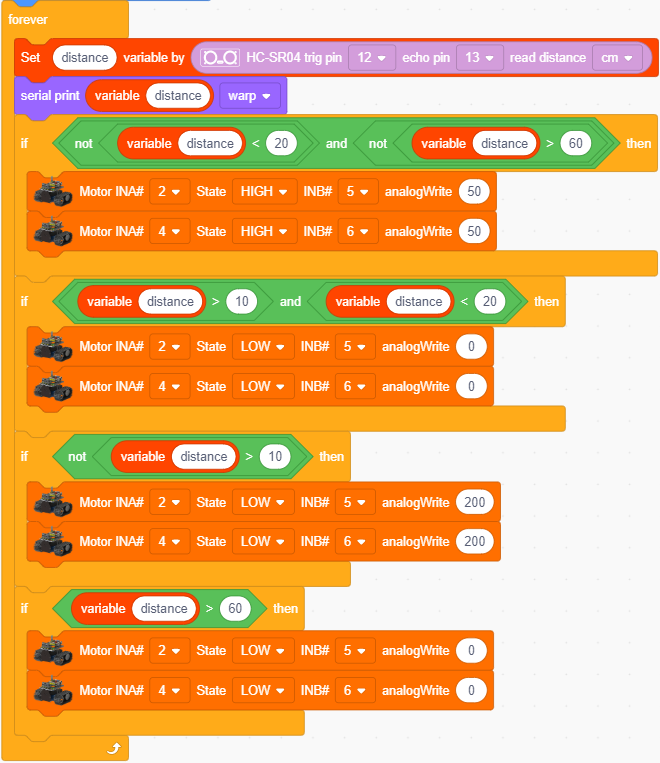 forever
Set distance variable by HC-SR04 trig pin 12 echo pin 13 read distance cm
serial print variable distance warp
if not variable distance < 20 and not variable distance > 60 then
Motor INA# 2 State HIGH INB# 5 analogWrite 50
Motor INA# 4 State HIGH INB# 6 analogWrite 50
if variable distance > 10 and variable distance < 20 then
Motor INA# 2 State LOW INB# 5 analogWrite 0
Motor INA# 4 State LOW INB# 6 analogWrite 0
if not variable distance > 10 then
Motor INA# 2 State LOW INB# 5 analogWrite 200
Motor INA# 4 State LOW INB# 6 analogWrite 200
if variable distance > 60 then
Motor INA# 2 State LOW INB# 5 analogWrite 0
Motor INA# 4 State LOW INB# 6 analogWrite 0